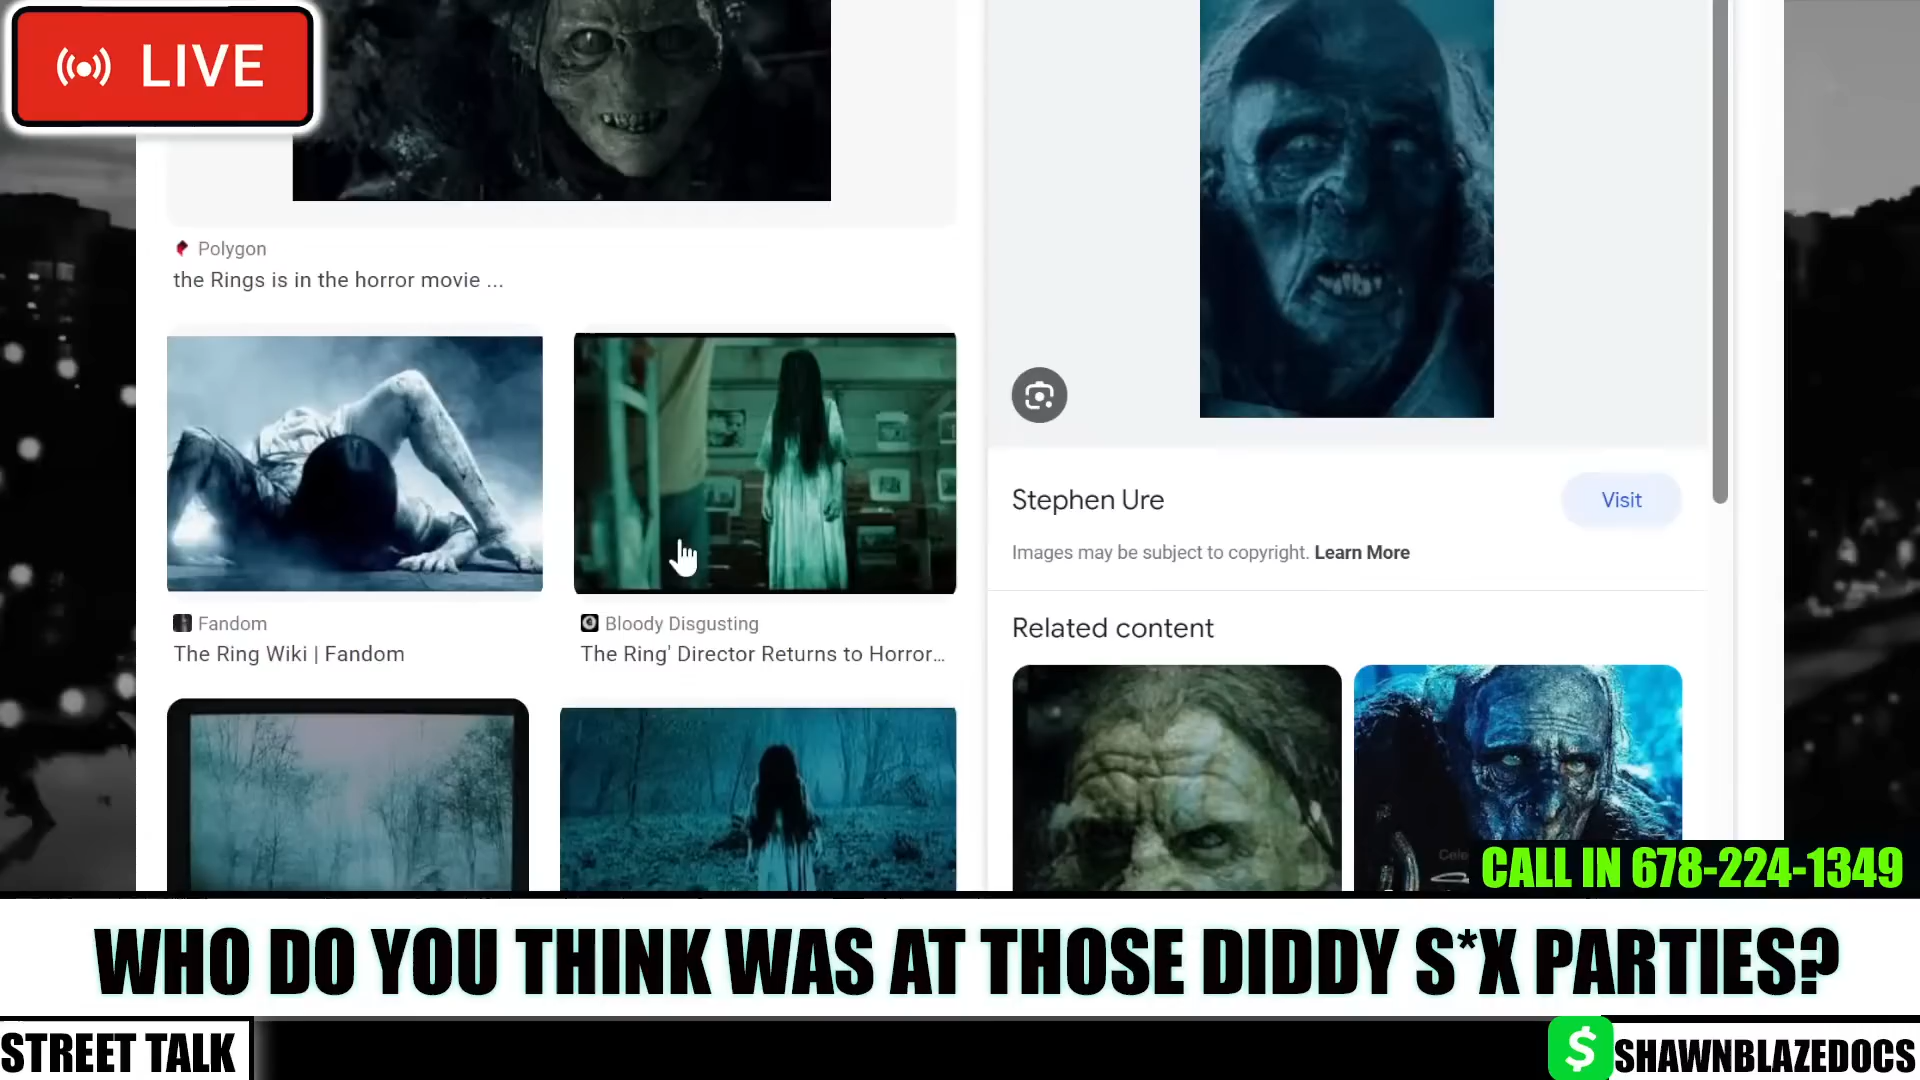 LIVE
Polygon
the Rings is in the horror movie ...
Fandom
The Ring Wiki | Fandom
Bloody Disgusting
The Ring' Director Returns to Horror...
Stephen Ure
Visit
Images may be subject to copyright. Learn More
Related content
CALL IN 678-224-1349
WHO DO YOU THINK WAS AT THOSE DIDDY S*X PARTIES?
STREET TALK
$SHAWNBLAZEDOCS